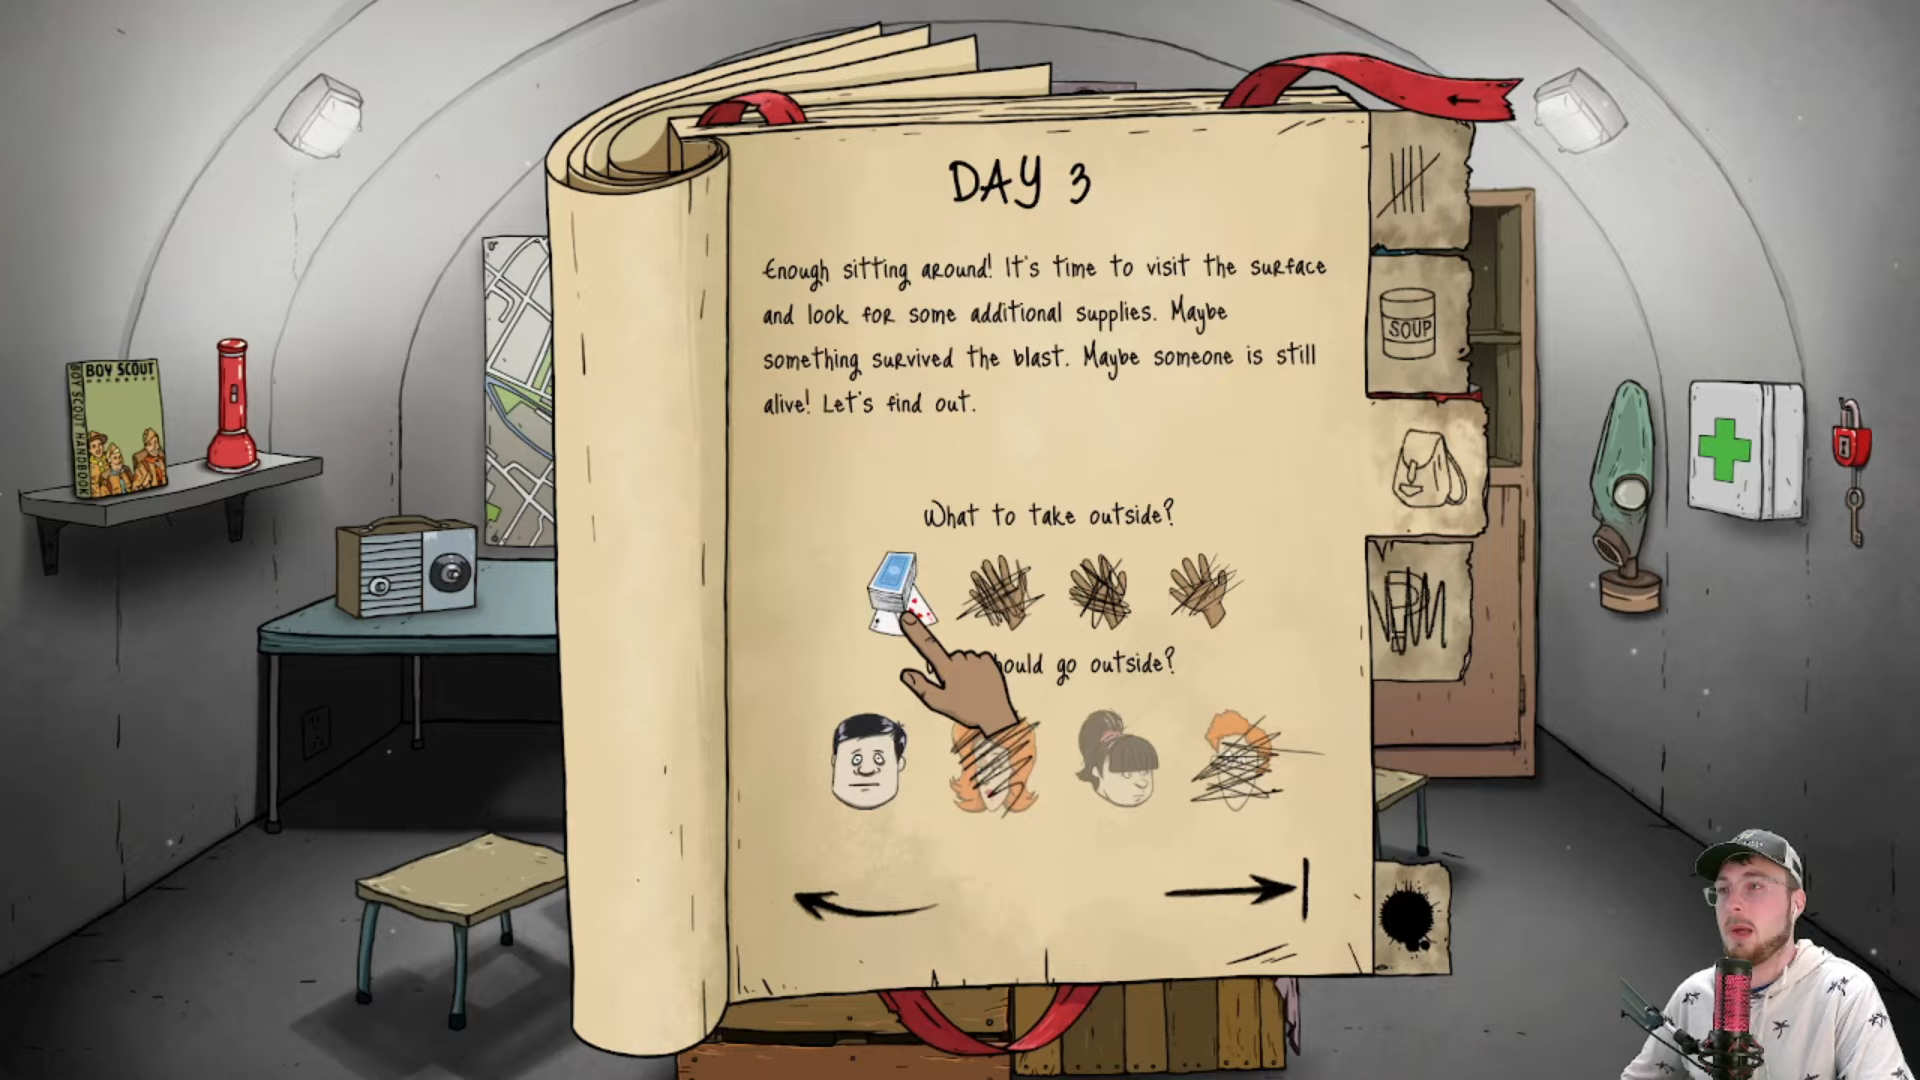 DAY 3
Enough sitting around! It's time to visit the surface
and look for some additional supplies. Maybe
something survived the blast. Maybe someone is still
alive! Let's find out.
What to take outside?
should go outside?
SOUP
BOY SCOUT
HANDBOOK
BOY SCOUT HANDBOOK